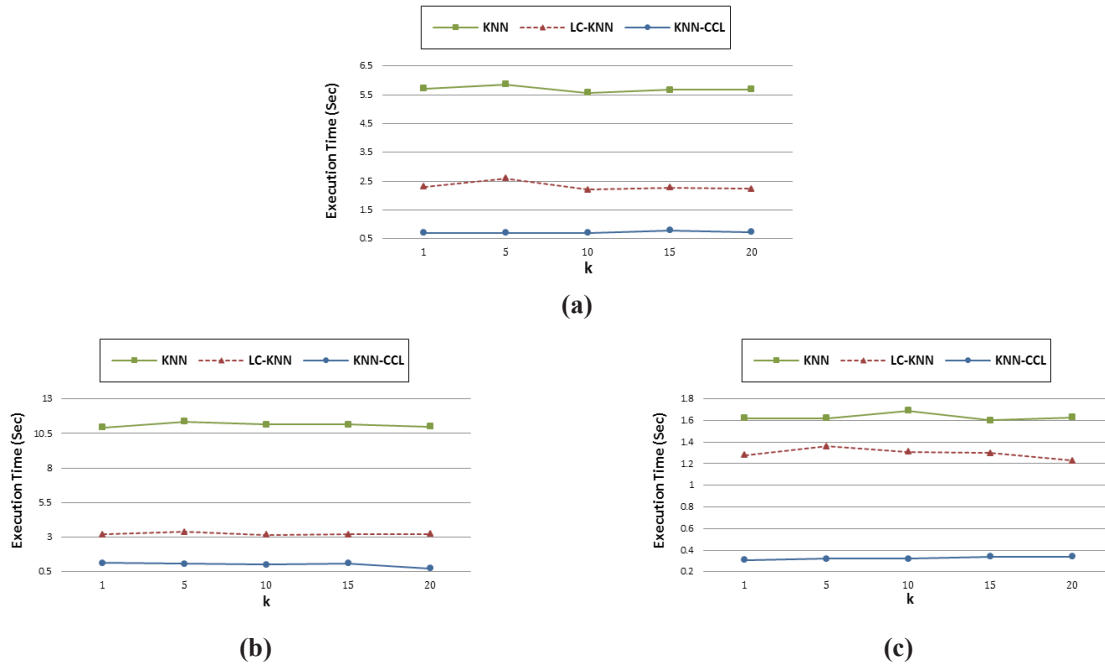 KNN LC-KNN KNN-CCL
Execution Time (Sec)
6.5
5.5
4.5
3.5
2.5
1.5
0.5
1 5 10 15 20
k
(a)
KNN LC-KNN KNN-CCL
Execution Time (Sec)
13
10.5
8
5.5
3
0.5
1 5 10 15 20
k
(b)
KNN LC-KNN KNN-CCL
Execution Time (Sec)
1.8
1.6
1.4
1.2
1
0.8
0.6
0.4
0.2
1 5 10 15 20
k
(c)